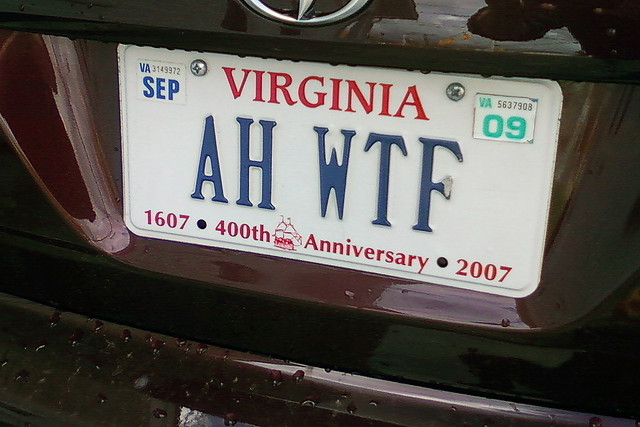 VA 3149972
SEP
VIRGINIA
VA 5637908
09
AH WTF
1607 • 400th Anniversary • 2007